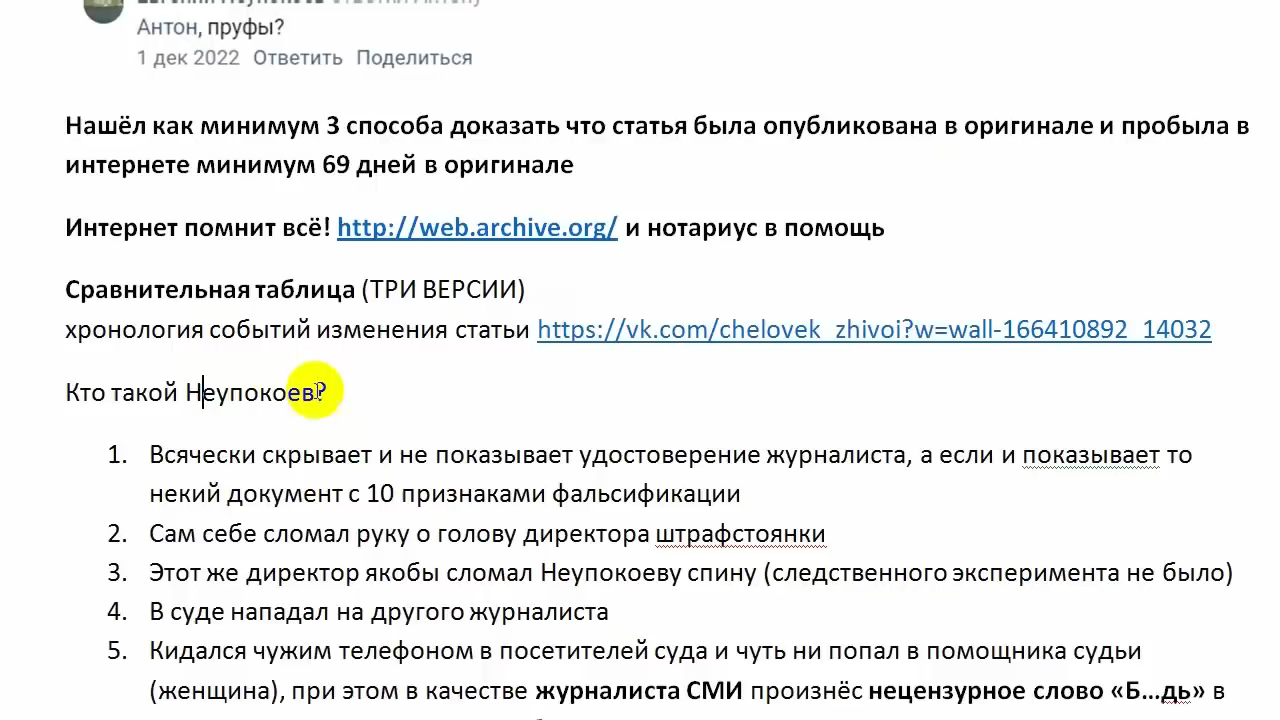 Антон, пруфы?
1 дек 2022 Ответить Поделиться
Нашёл как минимум 3 способа доказать что статья была опубликована в оригинале и пробыла в
интернете минимум 69 дней в оригинале
Интернет помнит всё! http://web.archive.org/ и нотариус в помощь
Сравнительная таблица (ТРИ ВЕРСИИ)
хронология событий изменения статьи https://vk.com/chelovek_zhivoi?w=wall-166410892_14032
Кто такой Неупокоев?
1. Всячески скрывает и не показывает удостоверение журналиста, а если и показывает то
некий документ с 10 признаками фальсификации
2. Сам себе сломал руку о голову директора штрафстоянки
3. Этот же директор якобы сломал Неупокоеву спину (следственного эксперимента не было)
4. В суде нападал на другого журналиста
5. Кидался чужим телефоном в посетителей суда и чуть ни попал в помощника судьи
(женщина), при этом в качестве журналиста СМИ произнёс нецензурное слово «Б...дь» в